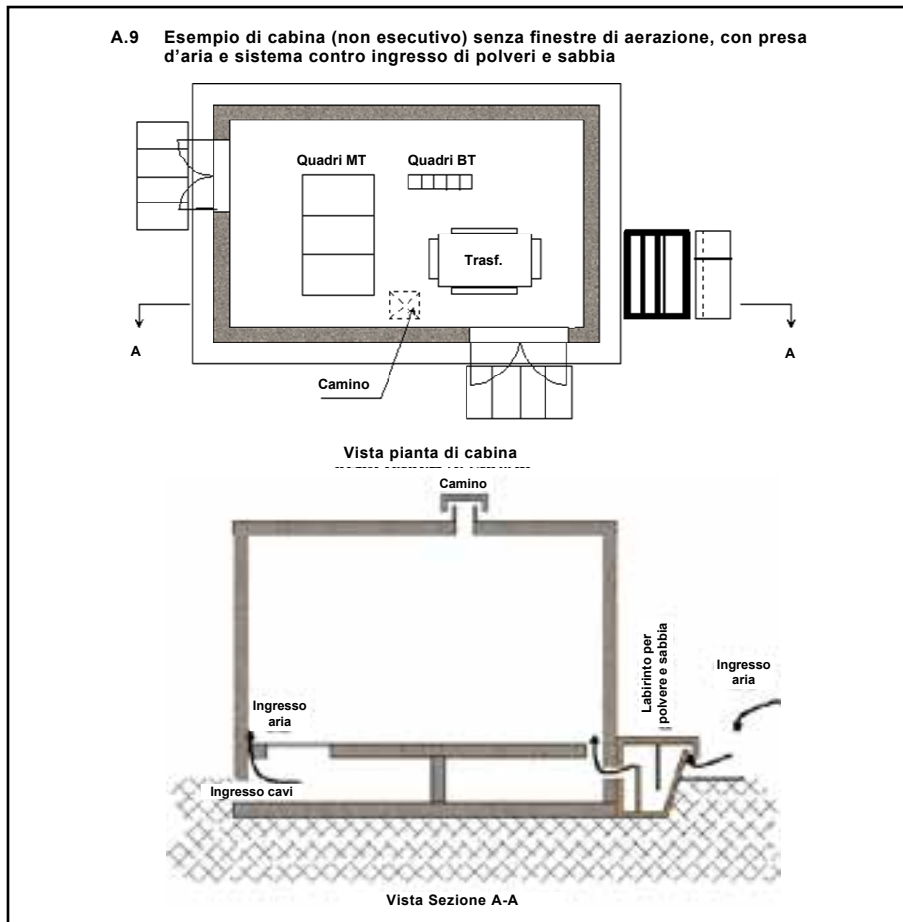 A.9 Esempio di cabina (non esecutivo) senza finestre di aerazione, con presa
d'aria e sistema contro ingresso di polveri e sabbia
Quadri MT
Quadri BT
Trasf.
A
A
Camino
Vista pianta di cabina
Camino
Labirinto per
polvere e sabbia
Ingresso
aria
Ingresso
aria
Ingresso cavi
Vista Sezione A-A